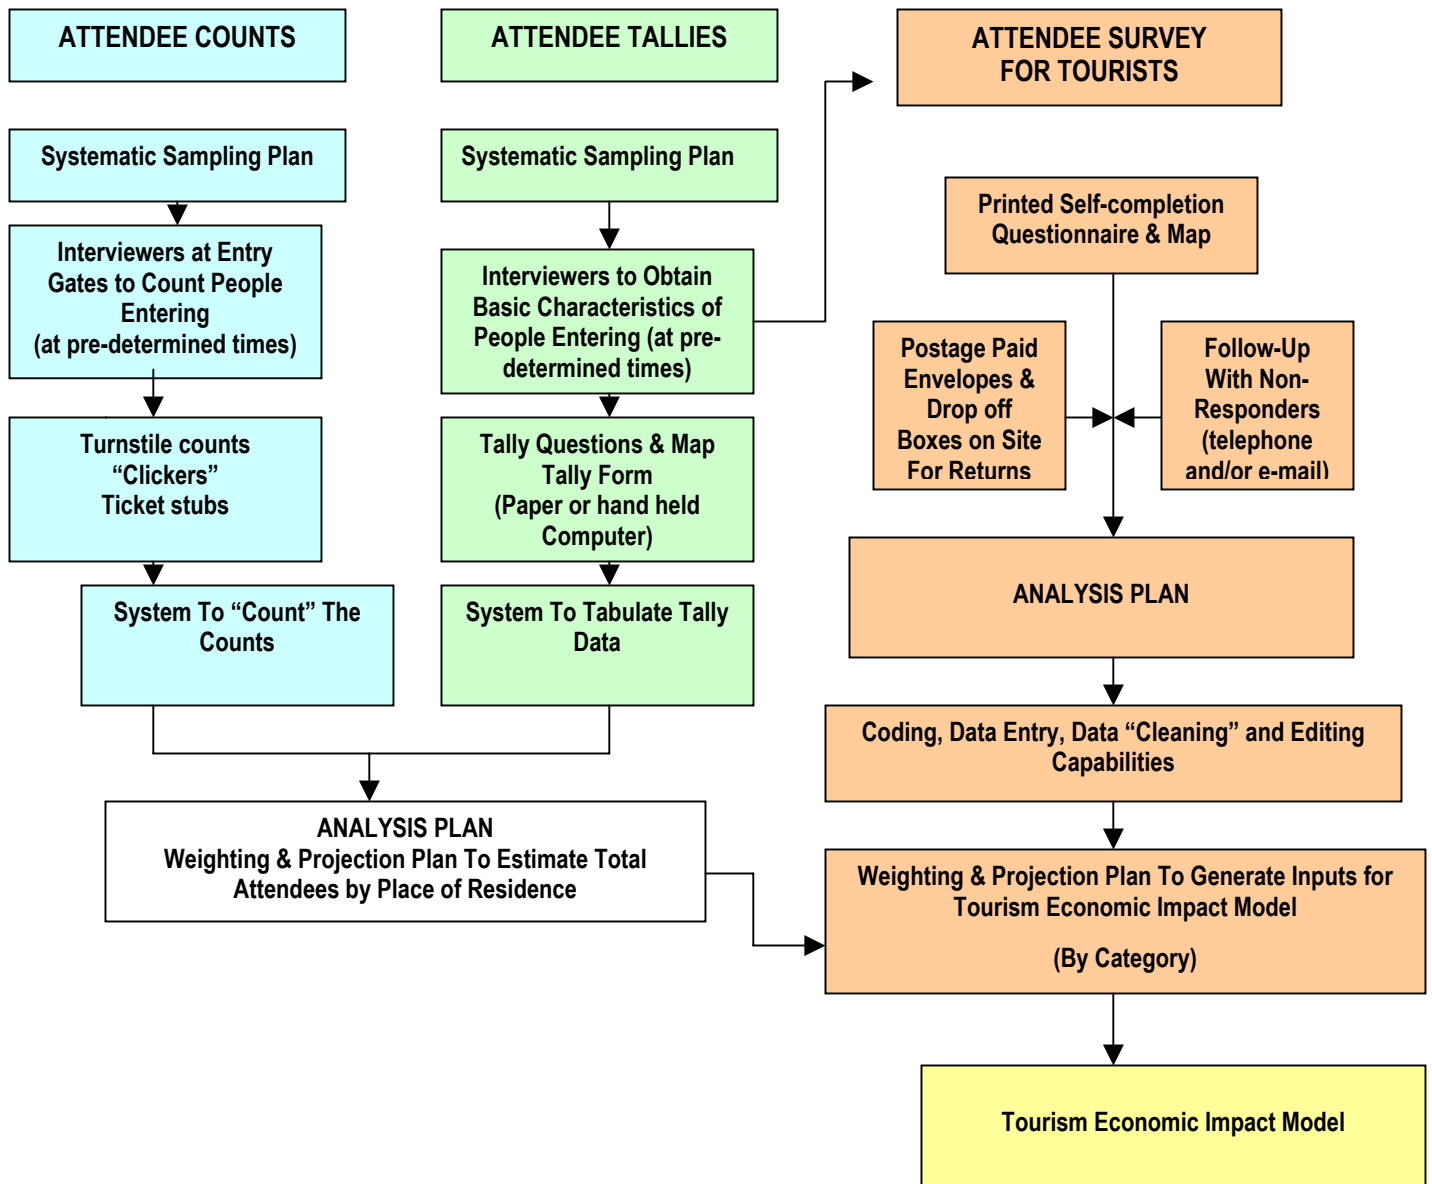 ATTENDEE COUNTS
Systematic Sampling Plan
Interviewers at Entry
Gates to Count People
Entering
(at pre-determined times)
Turnstile counts
“Clickers”
Ticket stubs
System To “Count” The
Counts
ATTENDEE TALLIES
Systematic Sampling Plan
Interviewers to Obtain
Basic Characteristics of
People Entering (at pre-
determined times)
Tally Questions & Map
Tally Form
(Paper or hand held
Computer)
System To Tabulate Tally
Data
ANALYSIS PLAN
Weighting & Projection Plan To Estimate Total
Attendees by Place of Residence
ATTENDEE SURVEY
FOR TOURISTS
Printed Self-completion
Questionnaire & Map
Postage Paid
Envelopes &
Drop off
Boxes on Site
For Returns
Follow-Up
With Non-
Responders
(telephone
and/or e-mail)
ANALYSIS PLAN
Coding, Data Entry, Data “Cleaning” and Editing
Capabilities
Weighting & Projection Plan To Generate Inputs for
Tourism Economic Impact Model
(By Category)
Tourism Economic Impact Model